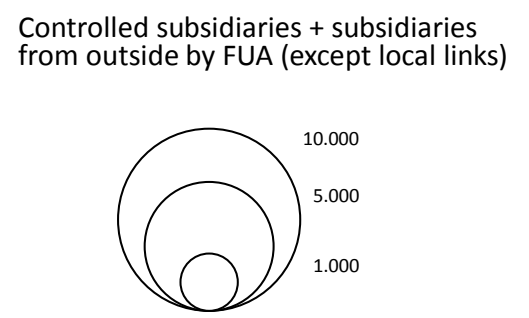 Controlled subsidiaries + subsidiaries
from outside by FUA (except local links)
10.000
5.000
1.000